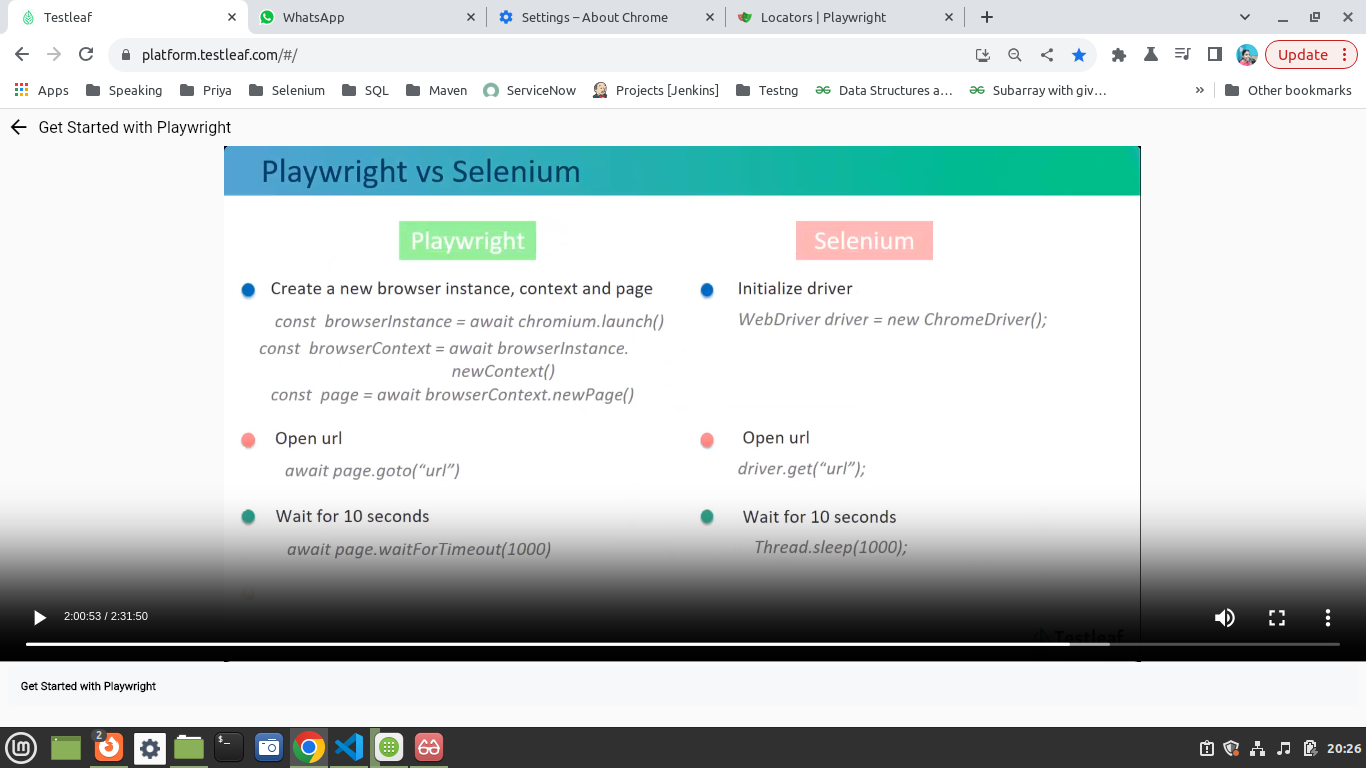 Testleaf
WhatsApp
Settings – About Chrome
Locators | Playwright
platform.testleaf.com/#/
Update
Apps
Speaking
Priya
Selenium
SQL
Maven
ServiceNow
Projects [Jenkins]
Testng
Data Structures a…
Subarray with giv…
»
Other bookmarks
Get Started with Playwright
Playwright vs Selenium
Playwright
Selenium
Create a new browser instance, context and page
Initialize driver
const browserInstance = await chromium.launch()
WebDriver driver = new ChromeDriver();
const browserContext = await browserInstance.
newContext()
const page = await browserContext.newPage()
Open url
Open url
await page.goto(“url”)
driver.get(“url”);
Wait for 10 seconds
Wait for 10 seconds
await page.waitForTimeout(1000)
Thread.sleep(1000);
2:00:53 / 2:31:50
Testleaf
Get Started with Playwright
2
$_
20:26